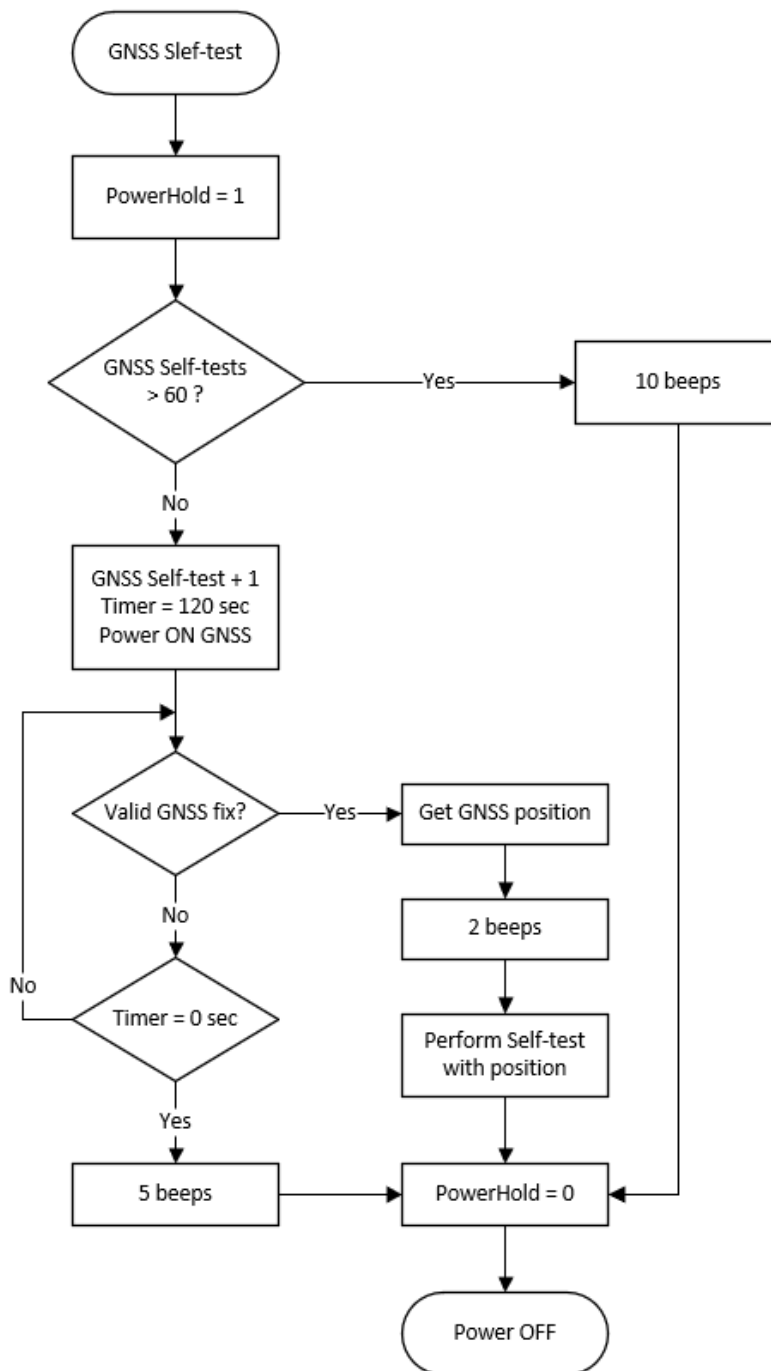 GNSS Slef-test
PowerHold = 1
GNSS Self-tests
> 60 ?
Yes
10 beeps
No
GNSS Self-test + 1
Timer = 120 sec
Power ON GNSS
Valid GNSS fix?
Yes
Get GNSS position
No
2 beeps
No
Timer = 0 sec
Perform Self-test
with position
Yes
5 beeps
PowerHold = 0
Power OFF